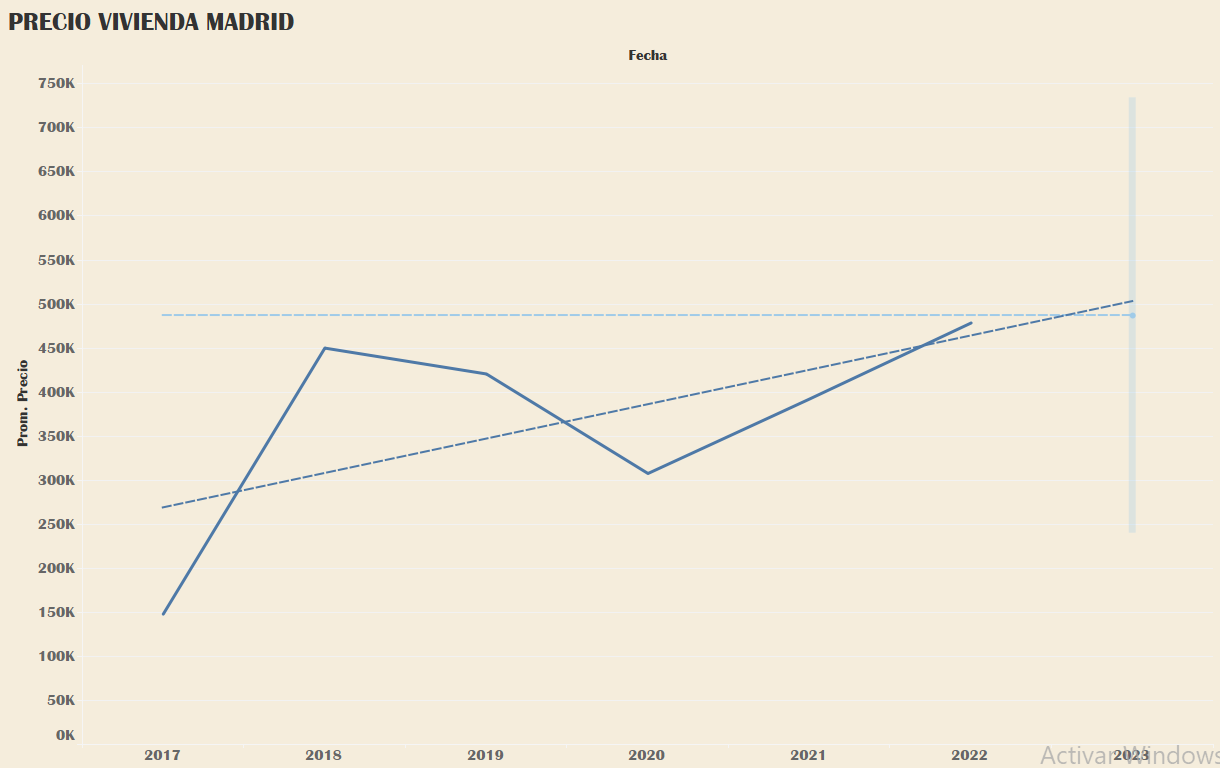 PRECIO VIVIENDA MADRID
Fecha
750K
700K
650K
600K
550K
500K
450K
400K
350K
300K
250K
200K
150K
100K
50K
0K
Prom. Precio
2017 2018 2019 2020 2021 2022 2023
Activar Windows